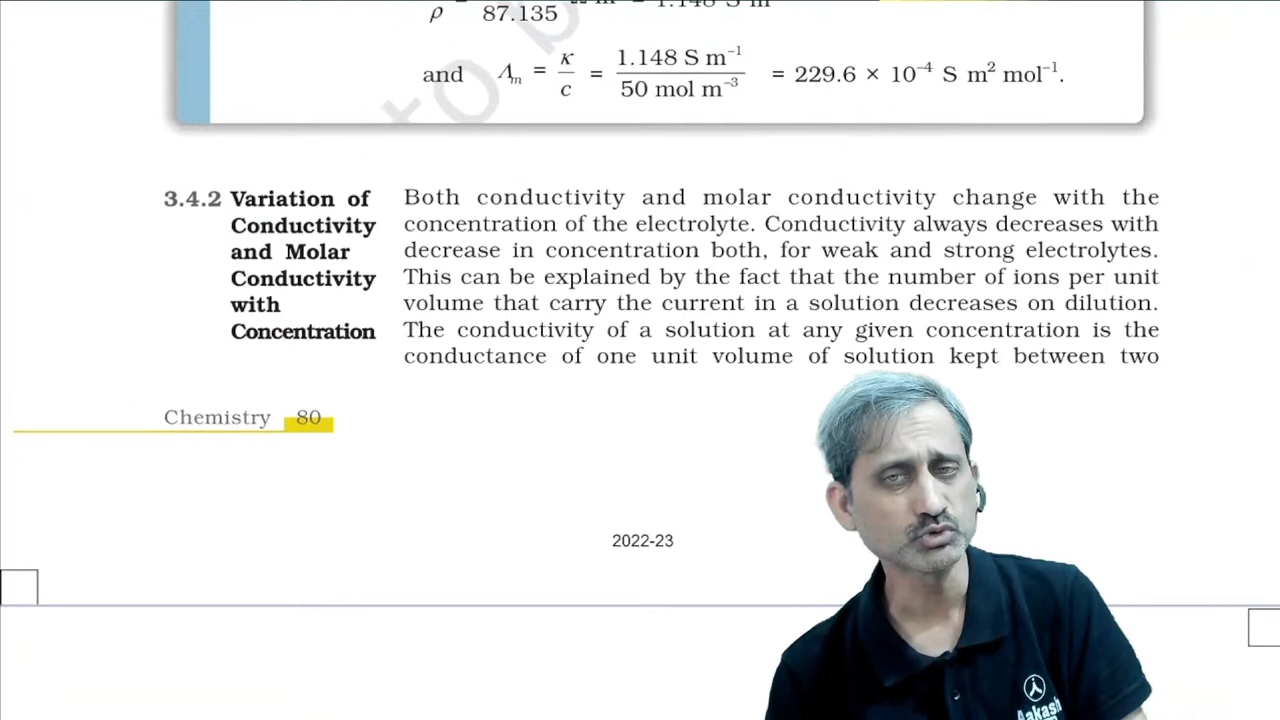 ρ = 87.135
and Λm = κ / c = 1.148 S m⁻¹ / 50 mol m⁻³ = 229.6 × 10⁻⁴ S m² mol⁻¹.
to b
3.4.2 Variation of
Conductivity
and Molar
Conductivity
with
Concentration
Both conductivity and molar conductivity change with the
concentration of the electrolyte. Conductivity always decreases with
decrease in concentration both, for weak and strong electrolytes.
This can be explained by the fact that the number of ions per unit
volume that carry the current in a solution decreases on dilution.
The conductivity of a solution at any given concentration is the
conductance of one unit volume of solution kept between two
Chemistry 80
2022-23
Aakash